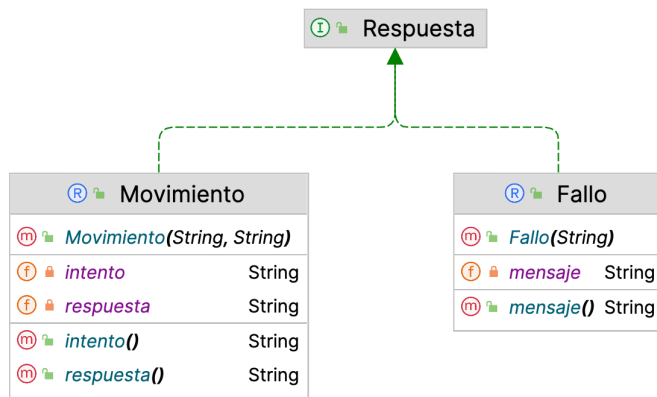 I Respuesta
R Movimiento
m Movimiento(String, String)
f intento String
f respuesta String
m intento() String
m respuesta() String
R Fallo
m Fallo(String)
f mensaje String
m mensaje() String